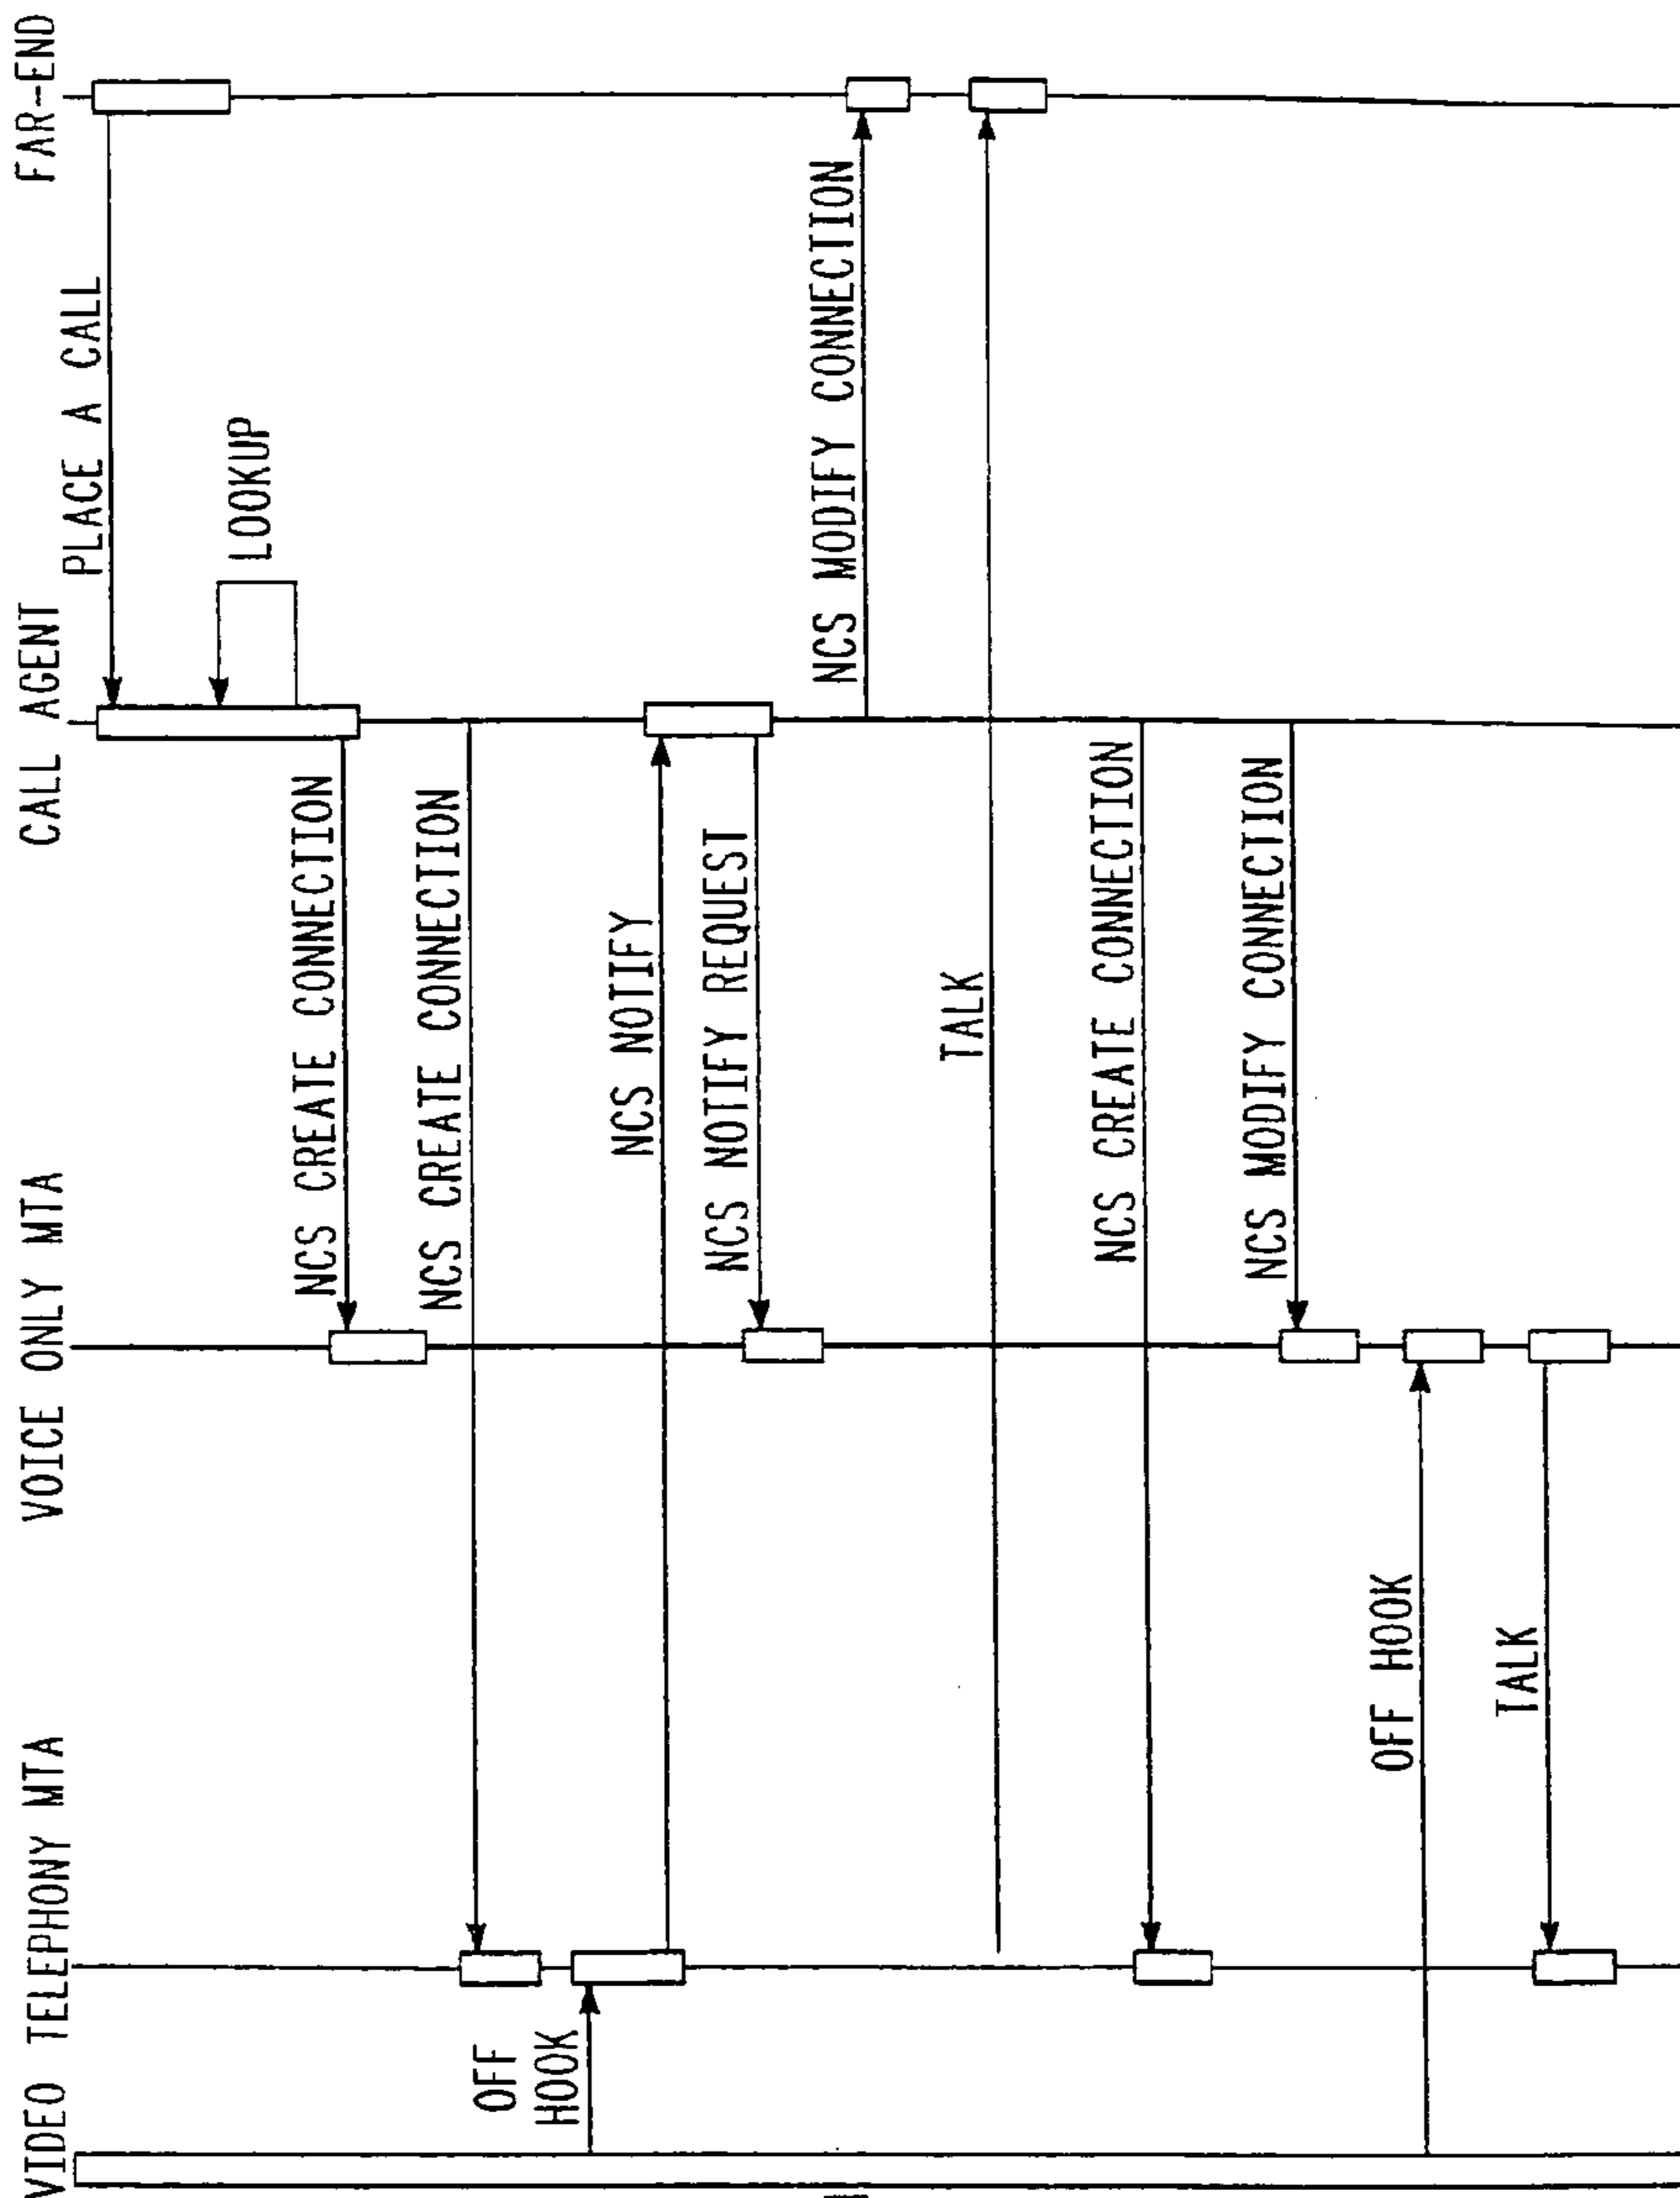 VIDEO TELEPHONY MTA
VOICE ONLY MTA
CALL AGENT
FAR-END
PLACE A CALL
LOOKUP
NCS CREATE CONNECTION
NCS CREATE CONNECTION
OFF
HOOK
NCS NOTIFY
NCS NOTIFY REQUEST
NCS MODIFY CONNECTION
TALK
NCS CREATE CONNECTION
NCS MODIFY CONNECTION
OFF HOOK
TALK